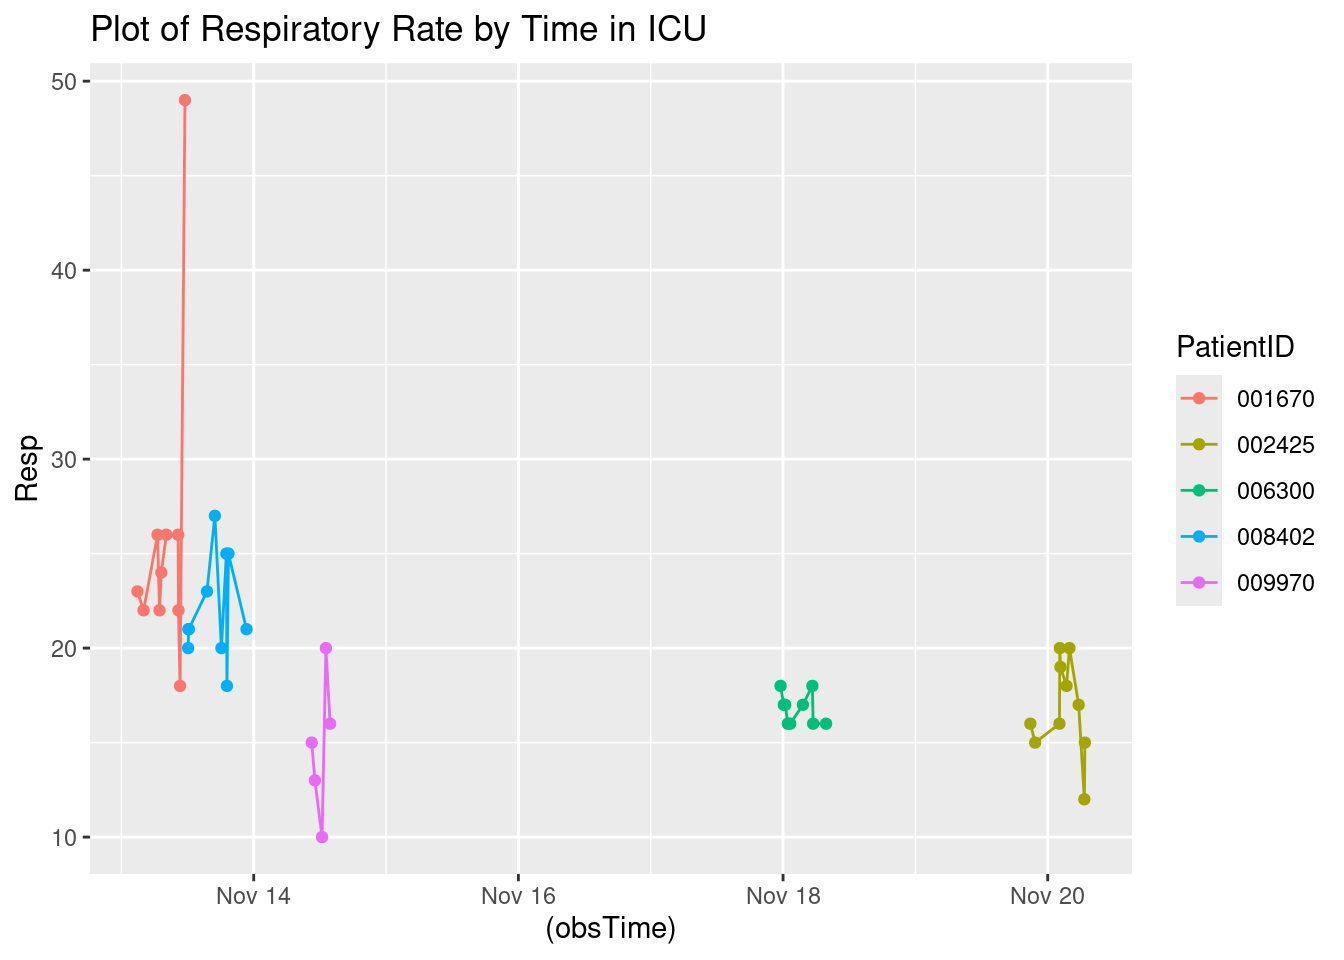 Plot of Respiratory Rate by Time in ICU
50
40
30
20
10
Resp
Nov 14
Nov 16
Nov 18
Nov 20
(obsTime)
PatientID
001670
002425
006300
008402
009970